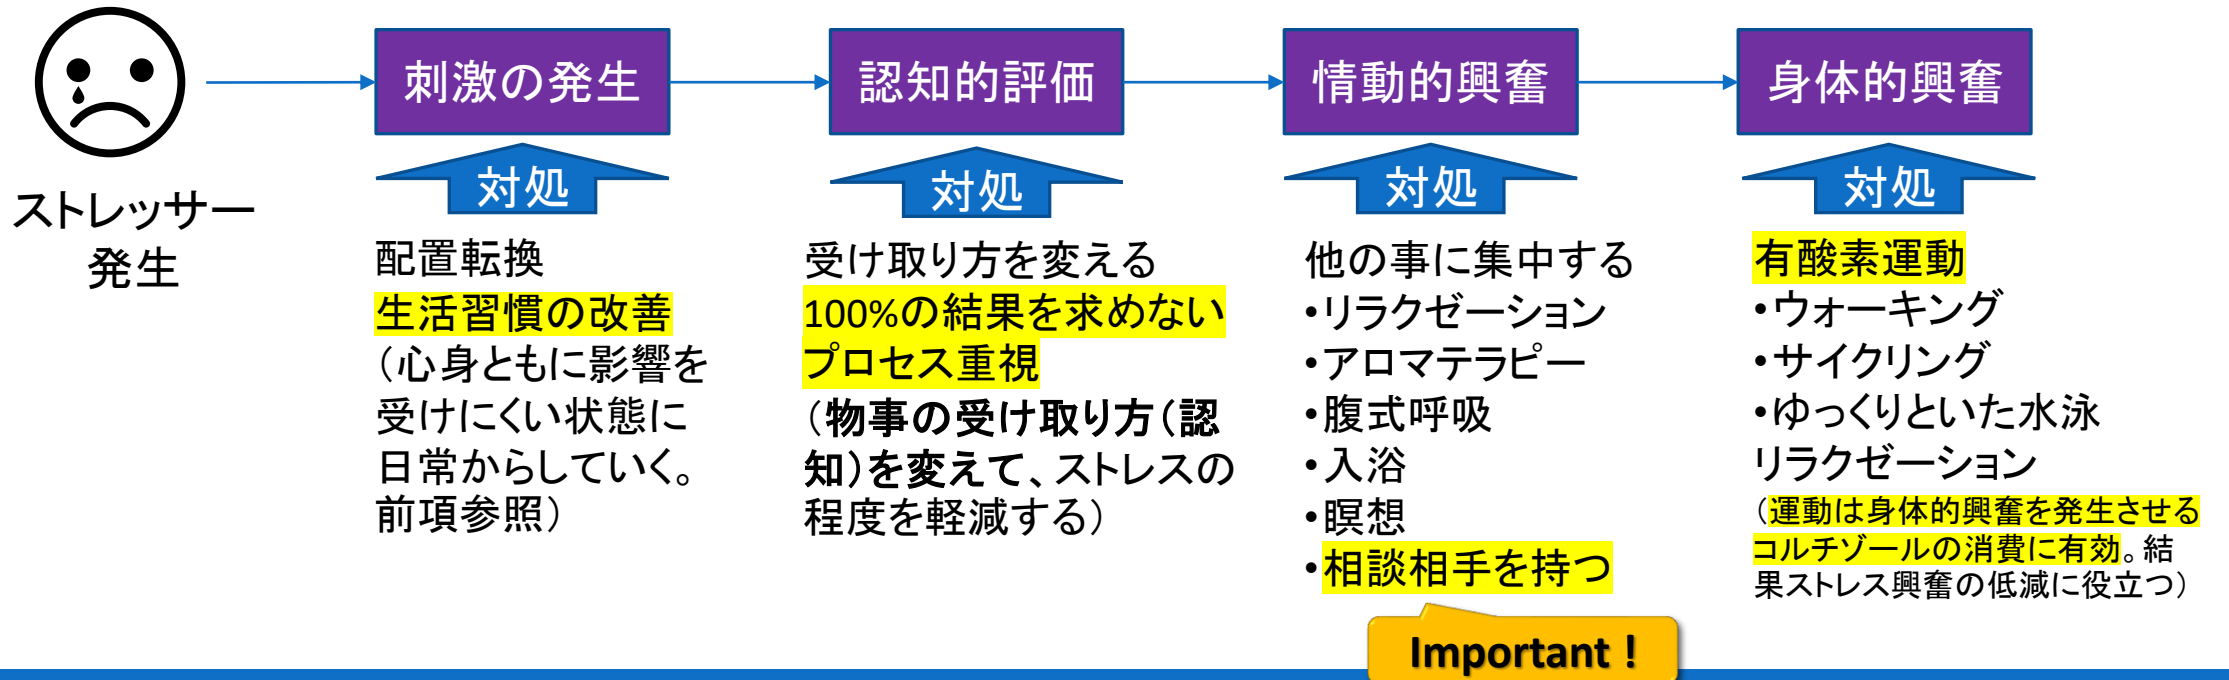 ストレッサー
発生
刺激の発生
対処
配置転換
生活習慣の改善
（心身ともに影響を
受けにくい状態に
日常からしていく。
前項参照）
認知的評価
対処
受け取り方を変える
100%の結果を求めない
プロセス重視
（物事の受け取り方（認
知）を変えて、ストレスの
程度を軽減する）
情動的興奮
対処
他の事に集中する
•リラクゼーション
•アロマテラピー
•腹式呼吸
•入浴
•瞑想
•相談相手を持つ
Important！
身体的興奮
対処
有酸素運動
•ウォーキング
•サイクリング
•ゆっくりといた水泳
リラクゼーション
（運動は身体的興奮を発生させる
コルチゾールの消費に有効。結
果ストレス興奮の低減に役立つ）